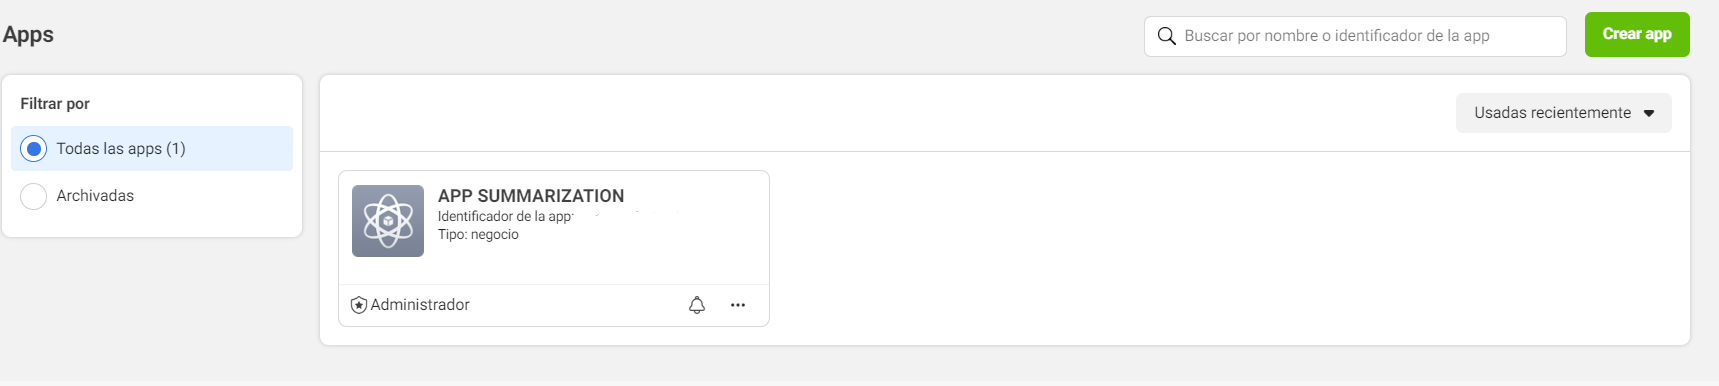 Apps
Buscar por nombre o identificador de la app
Crear app
Filtrar por
Todas las apps (1)
Archivadas
Usadas recientemente
APP SUMMARIZATION
Identificador de la app:
Tipo: negocio
Administrador